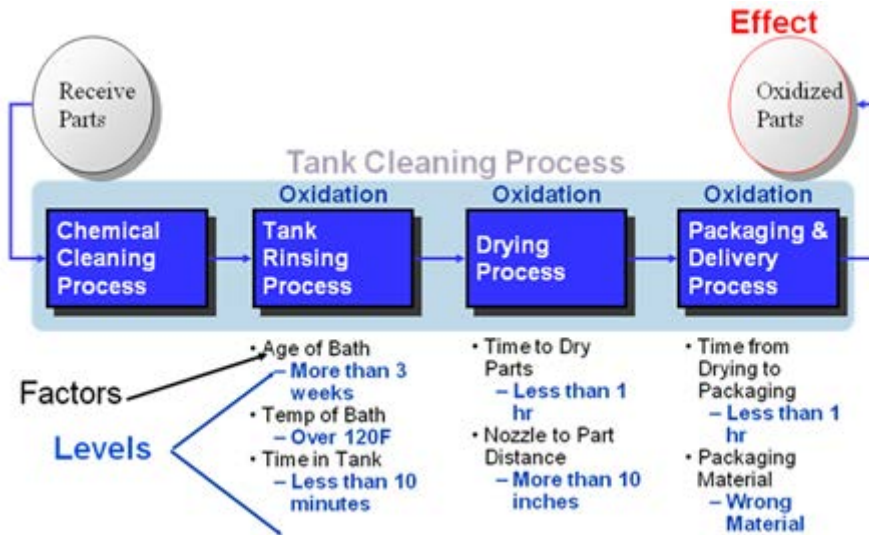 Effect
Receive
Parts
Oxidized
Parts
Tank Cleaning Process
Oxidation
Oxidation
Oxidation
Chemical
Cleaning
Process
Tank
Rinsing
Process
Drying
Process
Packaging &
Delivery
Process
Factors
Levels
• Age of Bath
– More than 3
weeks
• Temp of Bath
– Over 120F
• Time in Tank
– Less than 10
minutes
• Time to Dry
Parts
– Less than 1
hr
• Nozzle to Part
Distance
– More than 10
inches
• Time from
Drying to
Packaging
– Less than 1
hr
• Packaging
Material
– Wrong
Material